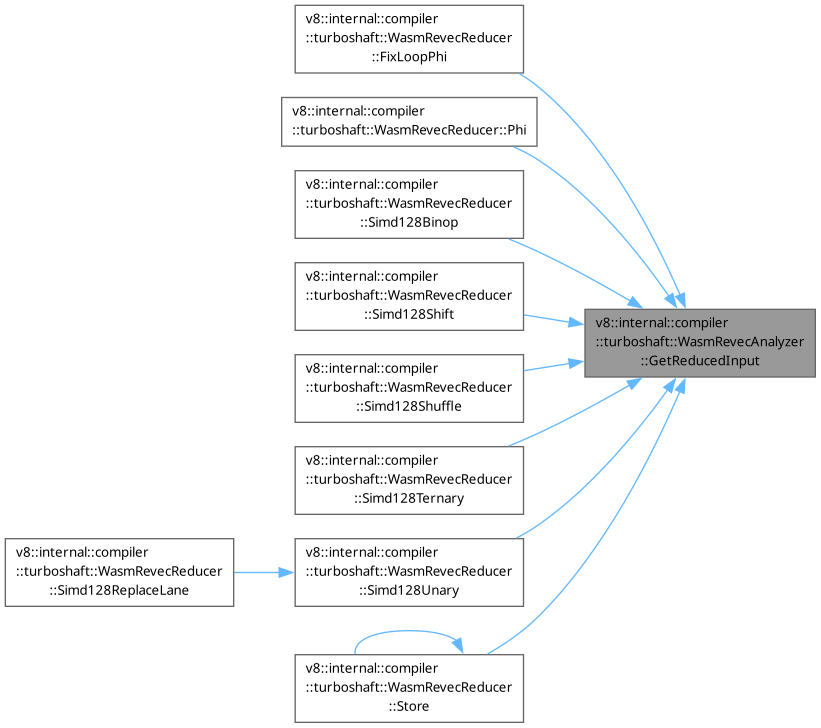 v8::internal::compiler
::turboshaft::WasmRevecReducer
::FixLoopPhi
v8::internal::compiler
::turboshaft::WasmRevecReducer::Phi
v8::internal::compiler
::turboshaft::WasmRevecReducer
::Simd128Binop
v8::internal::compiler
::turboshaft::WasmRevecReducer
::Simd128Shift
v8::internal::compiler
::turboshaft::WasmRevecAnalyzer
::GetReducedInput
v8::internal::compiler
::turboshaft::WasmRevecReducer
::Simd128Shuffle
v8::internal::compiler
::turboshaft::WasmRevecReducer
::Simd128Ternary
v8::internal::compiler
::turboshaft::WasmRevecReducer
::Simd128ReplaceLane
v8::internal::compiler
::turboshaft::WasmRevecReducer
::Simd128Unary
v8::internal::compiler
::turboshaft::WasmRevecReducer
::Store